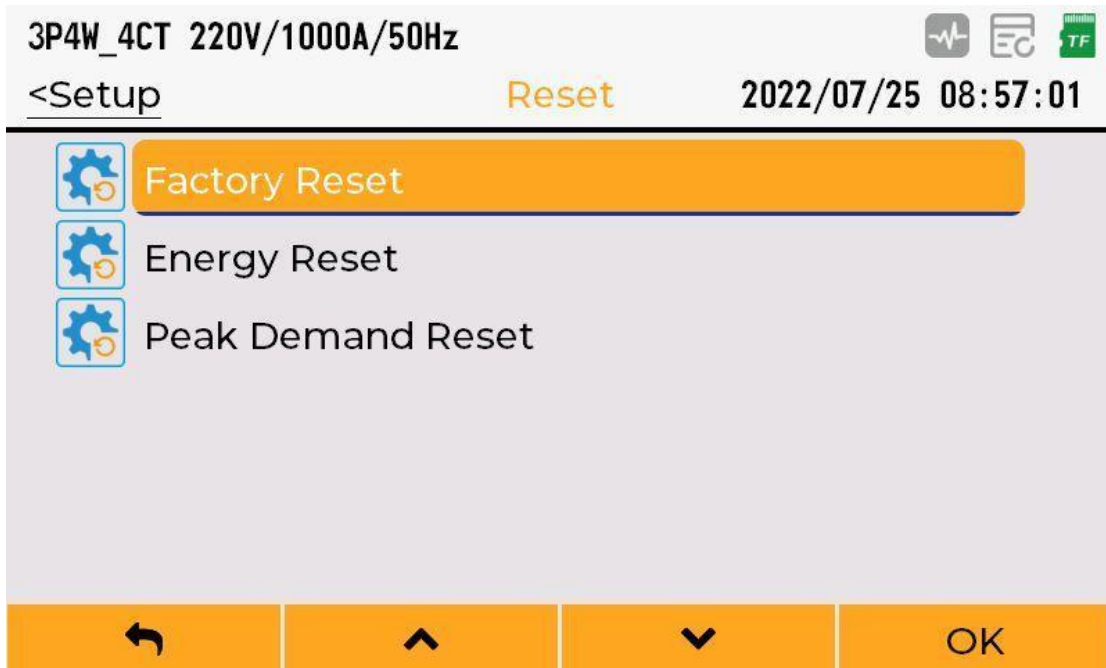 3P4W_4CT 220V/1000A/50Hz
TF
<Setup Reset 2022/07/25 08:57:01
Factory Reset
Energy Reset
Peak Demand Reset
OK